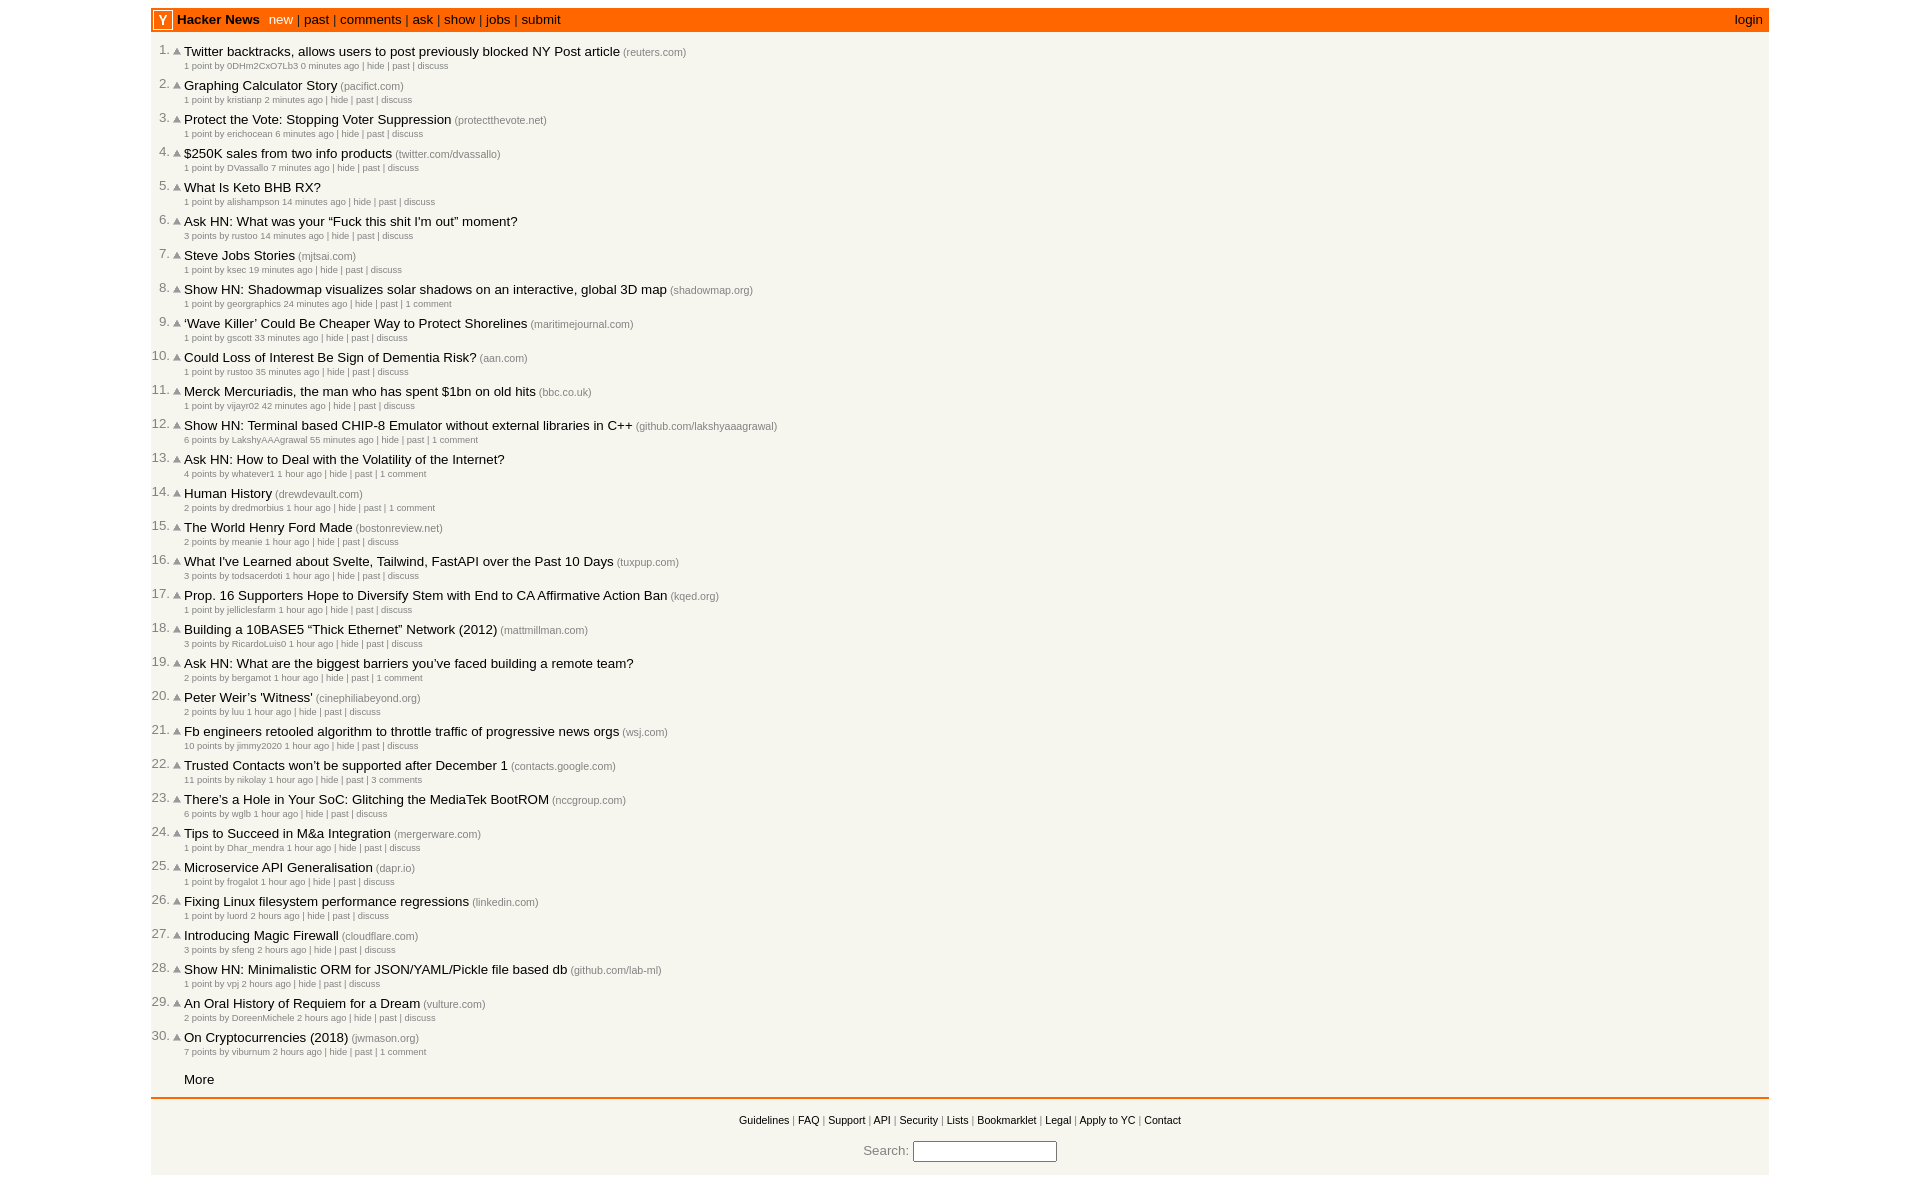 Y Hacker News new | past | comments | ask | show | jobs | submit login
1. Twitter backtracks, allows users to post previously blocked NY Post article (reuters.com)
1 point by 0DHm2CxO7Lb3 0 minutes ago | hide | past | discuss
2. Graphing Calculator Story (pacifict.com)
1 point by kristianp 2 minutes ago | hide | past | discuss
3. Protect the Vote: Stopping Voter Suppression (protectthevote.net)
1 point by erichocean 6 minutes ago | hide | past | discuss
4. $250K sales from two info products (twitter.com/dvassallo)
1 point by DVassallo 7 minutes ago | hide | past | discuss
5. What Is Keto BHB RX?
1 point by alishampson 14 minutes ago | hide | past | discuss
6. Ask HN: What was your “Fuck this shit I'm out” moment?
3 points by rustoo 14 minutes ago | hide | past | discuss
7. Steve Jobs Stories (mjtsai.com)
1 point by ksec 19 minutes ago | hide | past | discuss
8. Show HN: Shadowmap visualizes solar shadows on an interactive, global 3D map (shadowmap.org)
1 point by georgraphics 24 minutes ago | hide | past | 1 comment
9. ‘Wave Killer’ Could Be Cheaper Way to Protect Shorelines (maritimejournal.com)
1 point by gscott 33 minutes ago | hide | past | discuss
10. Could Loss of Interest Be Sign of Dementia Risk? (aan.com)
1 point by rustoo 35 minutes ago | hide | past | discuss
11. Merck Mercuriadis, the man who has spent $1bn on old hits (bbc.co.uk)
1 point by vijayr02 42 minutes ago | hide | past | discuss
12. Show HN: Terminal based CHIP-8 Emulator without external libraries in C++ (github.com/lakshyaaagrawal)
6 points by LakshyAAAgrawal 55 minutes ago | hide | past | 1 comment
13. Ask HN: How to Deal with the Volatility of the Internet?
4 points by whatever1 1 hour ago | hide | past | 1 comment
14. Human History (drewdevault.com)
2 points by dredmorbius 1 hour ago | hide | past | 1 comment
15. The World Henry Ford Made (bostonreview.net)
2 points by meanie 1 hour ago | hide | past | discuss
16. What I've Learned about Svelte, Tailwind, FastAPI over the Past 10 Days (tuxpup.com)
3 points by todsacerdoti 1 hour ago | hide | past | discuss
17. Prop. 16 Supporters Hope to Diversify Stem with End to CA Affirmative Action Ban (kqed.org)
1 point by jelliclesfarm 1 hour ago | hide | past | discuss
18. Building a 10BASE5 “Thick Ethernet” Network (2012) (mattmillman.com)
3 points by RicardoLuis0 1 hour ago | hide | past | discuss
19. Ask HN: What are the biggest barriers you’ve faced building a remote team?
2 points by bergamot 1 hour ago | hide | past | 1 comment
20. Peter Weir’s 'Witness' (cinephiliabeyond.org)
2 points by luu 1 hour ago | hide | past | discuss
21. Fb engineers retooled algorithm to throttle traffic of progressive news orgs (wsj.com)
10 points by jimmy2020 1 hour ago | hide | past | discuss
22. Trusted Contacts won’t be supported after December 1 (contacts.google.com)
11 points by nikolay 1 hour ago | hide | past | 3 comments
23. There’s a Hole in Your SoC: Glitching the MediaTek BootROM (nccgroup.com)
6 points by wglb 1 hour ago | hide | past | discuss
24. Tips to Succeed in M&a Integration (mergerware.com)
1 point by Dhar_mendra 1 hour ago | hide | past | discuss
25. Microservice API Generalisation (dapr.io)
1 point by frogalot 1 hour ago | hide | past | discuss
26. Fixing Linux filesystem performance regressions (linkedin.com)
1 point by luord 2 hours ago | hide | past | discuss
27. Introducing Magic Firewall (cloudflare.com)
3 points by sfeng 2 hours ago | hide | past | discuss
28. Show HN: Minimalistic ORM for JSON/YAML/Pickle file based db (github.com/lab-ml)
1 point by vpj 2 hours ago | hide | past | discuss
29. An Oral History of Requiem for a Dream (vulture.com)
2 points by DoreenMichele 2 hours ago | hide | past | discuss
30. On Cryptocurrencies (2018) (jwmason.org)
7 points by viburnum 2 hours ago | hide | past | 1 comment
More
Guidelines | FAQ | Support | API | Security | Lists | Bookmarklet | Legal | Apply to YC | Contact
Search: